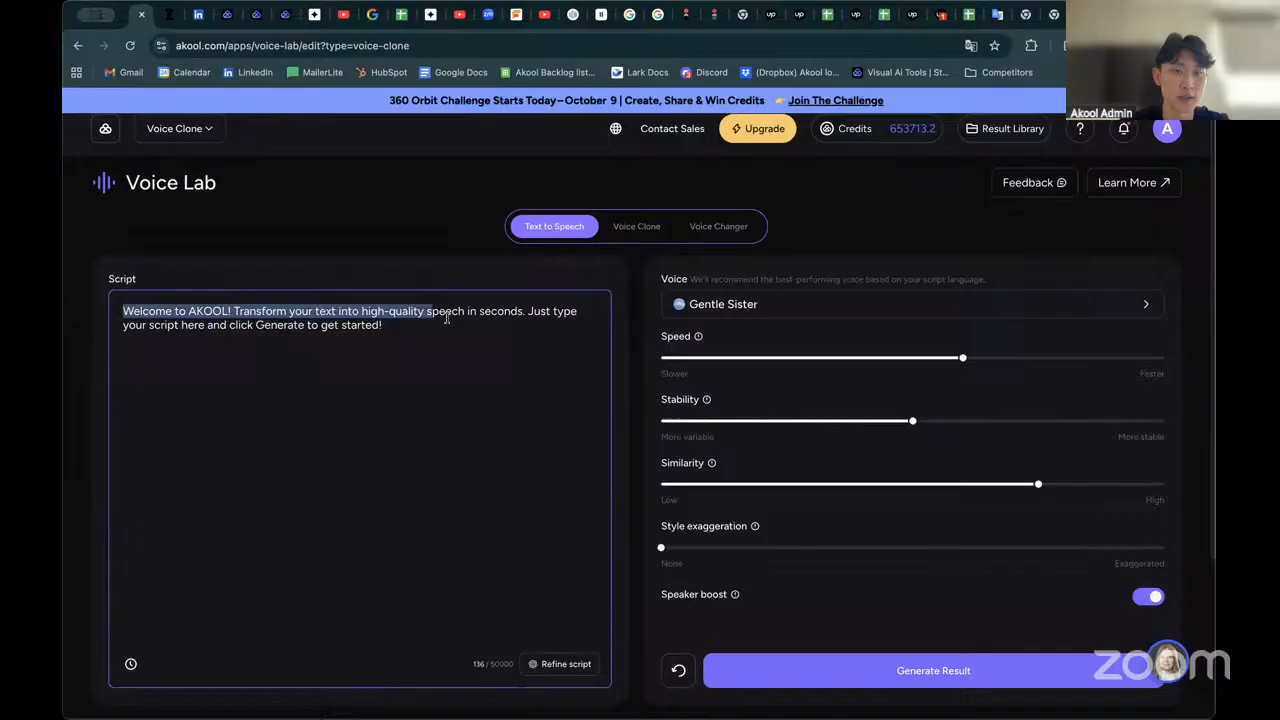 akool.com/apps/voice-lab/edit?type=voice-clone
Gmail
Calendar
LinkedIn
MailerLite
HubSpot
Google Docs
Akool Backlog list...
Lark Docs
Discord
(Dropbox) Akool lo...
Visual Ai Tools | St...
Competitors
Akool Admin
360 Orbit Challenge Starts Today–October 9 | Create, Share & Win Credits 👉 Join The Challenge
Voice Clone
Contact Sales
Upgrade
Credits 653713.2
Result Library
?
A
Voice Lab
Feedback
Learn More
Text to Speech
Voice Clone
Voice Changer
Script
Welcome to AKOOL! Transform your text into high-quality speech in seconds. Just type
your script here and click Generate to get started!
136 / 50000
Refine script
Voice We'll recommend the best-performing voice based on your script language.
Gentle Sister
Speed
Slower
Faster
Stability
More variable
More stable
Similarity
Low
High
Style exaggeration
None
Exaggerated
Speaker boost
Generate Result
zoom